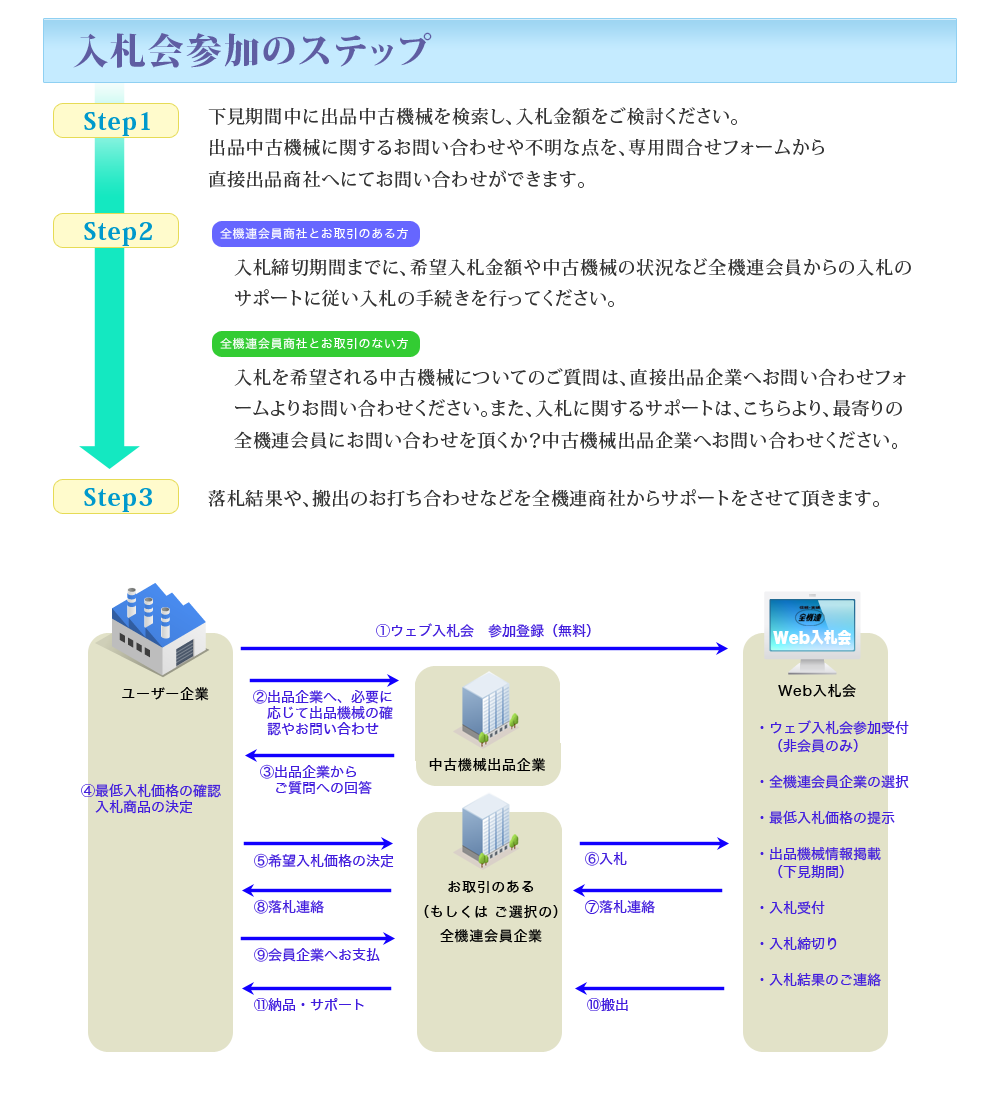 入札会参加のステップ
Step1
下見期間中に出品中古機械を検索し、入札金額をご検討ください。
出品中古機械に関するお問い合わせや不明な点を、専用問合せフォームから
直接出品商社へにてお問い合わせができます。
Step2
全機連会員商社とお取引のある方
入札締切期間までに、希望入札金額や中古機械の状況など全機連会員からの入札の
サポートに従い入札の手続きを行ってください。
全機連会員商社とお取引のない方
入札を希望される中古機械についてのご質問は、直接出品企業へお問い合わせフォ
ームよりお問い合わせください。また、入札に関するサポートは、こちらより、最寄りの
全機連会員にお問い合わせを頂くか?中古機械出品企業へお問い合わせください。
Step3
落札結果や、搬出のお打ち合わせなどを全機連商社からサポートをさせて頂きます。
ユーザー企業
①ウェブ入札会　参加登録（無料）
全機連
Web入札会
Web入札会
②出品企業へ、必要に
応じて出品機械の確
認やお問い合わせ
中古機械出品企業
③出品企業から
ご質問への回答
④最低入札価格の確認
入札商品の決定
⑤希望入札価格の決定
⑥入札
お取引のある
（もしくは ご選択の）
全機連会員企業
⑧落札連絡
⑦落札連絡
⑨会員企業へお支払
⑪納品・サポート
⑩搬出
・ウェブ入札会参加受付
（非会員のみ）
・全機連会員企業の選択
・最低入札価格の提示
・出品機械情報掲載
（下見期間）
・入札受付
・入札締切り
・入札結果のご連絡